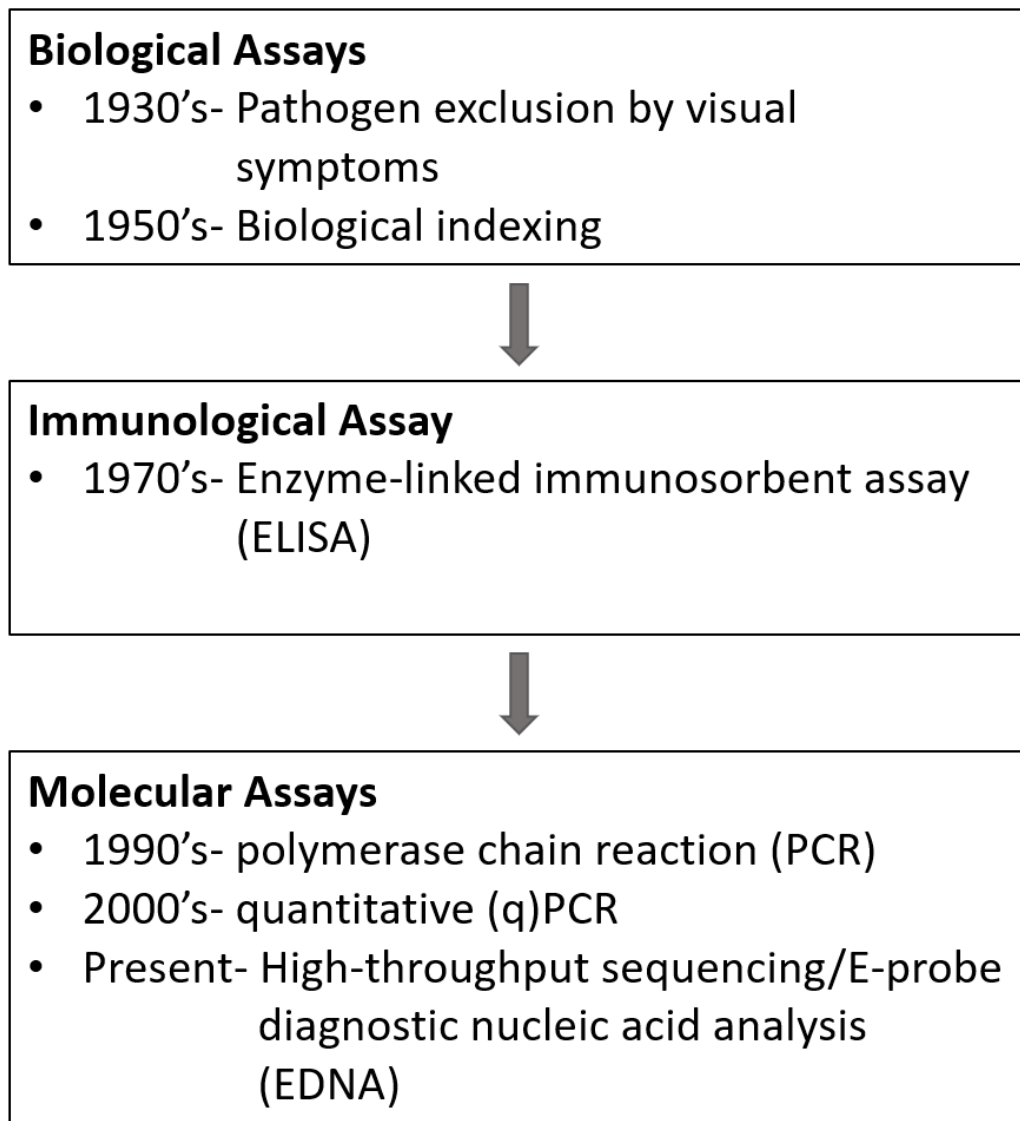 Biological Assays
• 1930’s- Pathogen exclusion by visual
symptoms
• 1950’s- Biological indexing
Immunological Assay
• 1970’s- Enzyme-linked immunosorbent assay
(ELISA)
Molecular Assays
• 1990’s- polymerase chain reaction (PCR)
• 2000’s- quantitative (q)PCR
• Present- High-throughput sequencing/E-probe
diagnostic nucleic acid analysis
(EDNA)